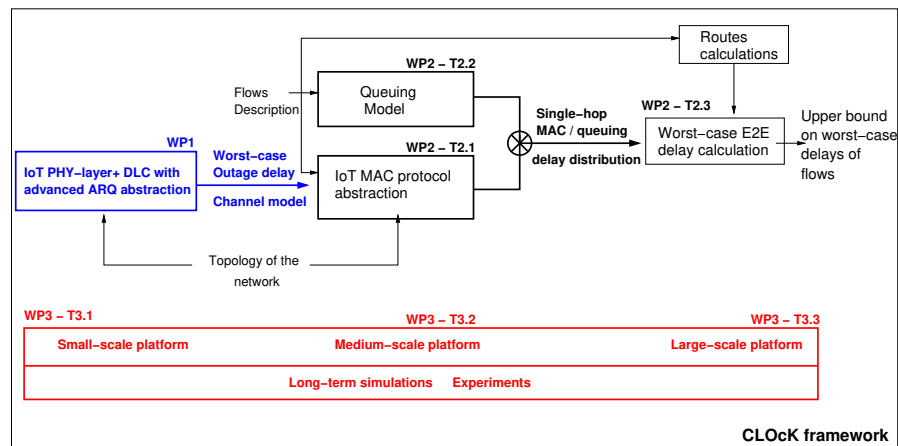 Routes
calculations
WP2 − T2.2
Flows
Description
Queuing
Model
Single−hop
MAC / queuing
delay distribution
WP2 − T2.3
Worst−case E2E
delay calculation
Upper bound
on worst−case
delays of
flows
WP1
IoT PHY−layer+ DLC with
advanced ARQ abstraction
Worst−case
Outage delay
Channel model
WP2 − T2.1
IoT MAC protocol
abstraction
Topology of the
network
WP3 − T3.1
WP3 − T3.2
WP3 − T3.3
Small−scale platform
Medium−scale platform
Large−scale platform
Long−term simulations Experiments
CLOcK framework